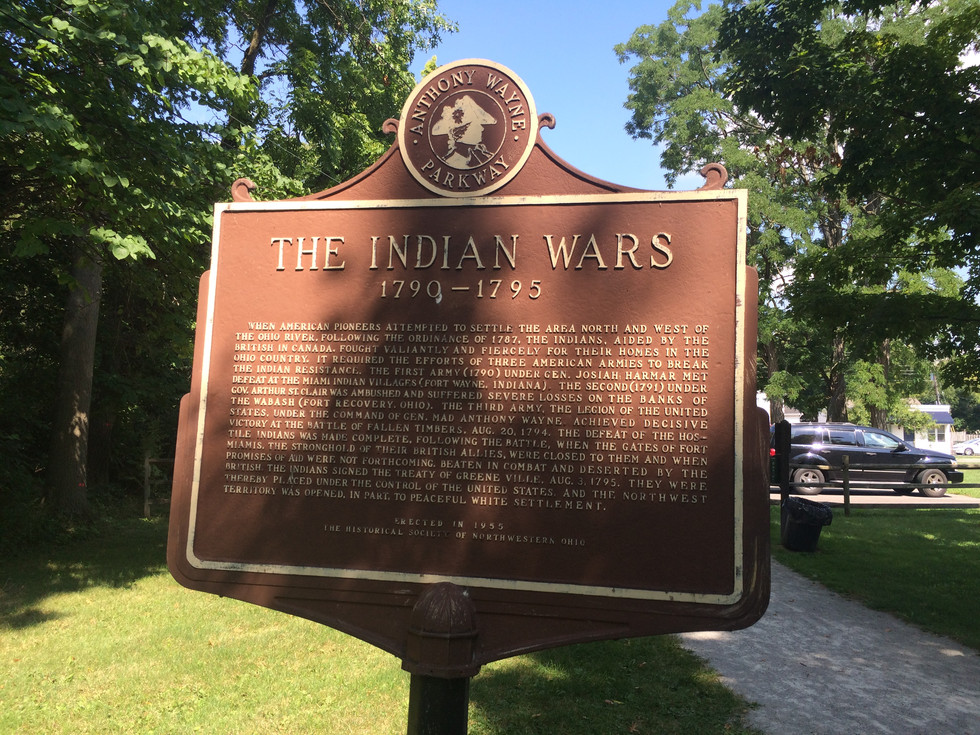 · ANTHONY WAYNE ·
PARKWAY
THE INDIAN WARS
1790 – 1795
WHEN AMERICAN PIONEERS ATTEMPTED TO SETTLE THE AREA NORTH AND WEST OF
THE OHIO RIVER, FOLLOWING THE ORDINANCE OF 1787, THE INDIANS, AIDED BY THE
BRITISH IN CANADA, FOUGHT VALIANTLY AND FIERCELY FOR THEIR HOMES IN THE
OHIO COUNTRY. IT REQUIRED THE EFFORTS OF THREE AMERICAN ARMIES TO BREAK
THE INDIAN RESISTANCE. THE FIRST ARMY (1790) UNDER GEN. JOSIAH HARMAR MET
DEFEAT AT THE MIAMI INDIAN VILLAGES (FORT WAYNE, INDIANA). THE SECOND (1791) UNDER
GOV. ARTHUR ST. CLAIR WAS AMBUSHED AND SUFFERED SEVERE LOSSES ON THE BANKS OF
THE WABASH (FORT RECOVERY, OHIO). THE THIRD ARMY, THE LEGION OF THE UNITED
STATES, UNDER THE COMMAND OF GEN. MAD ANTHONY WAYNE, ACHIEVED DECISIVE
VICTORY AT THE BATTLE OF FALLEN TIMBERS, AUG. 20, 1794. THE DEFEAT OF THE HOS-
TILE INDIANS WAS MADE COMPLETE, FOLLOWING THE BATTLE, WHEN THE GATES OF FORT
MIAMIS, THE STRONGHOLD OF THEIR BRITISH ALLIES, WERE CLOSED TO THEM AND WHEN
PROMISES OF AID WERE NOT FORTHCOMING. BEATEN IN COMBAT AND DESERTED BY THE
BRITISH, THE INDIANS SIGNED THE TREATY OF GREENE VILLE, AUG. 3, 1795. THEY WERE
THEREBY PLACED UNDER THE CONTROL OF THE UNITED STATES, AND THE NORTHWEST
TERRITORY WAS OPENED, IN PART, TO PEACEFUL WHITE SETTLEMENT.
ERECTED IN 1955
THE HISTORICAL SOCIETY OF NORTHWESTERN OHIO